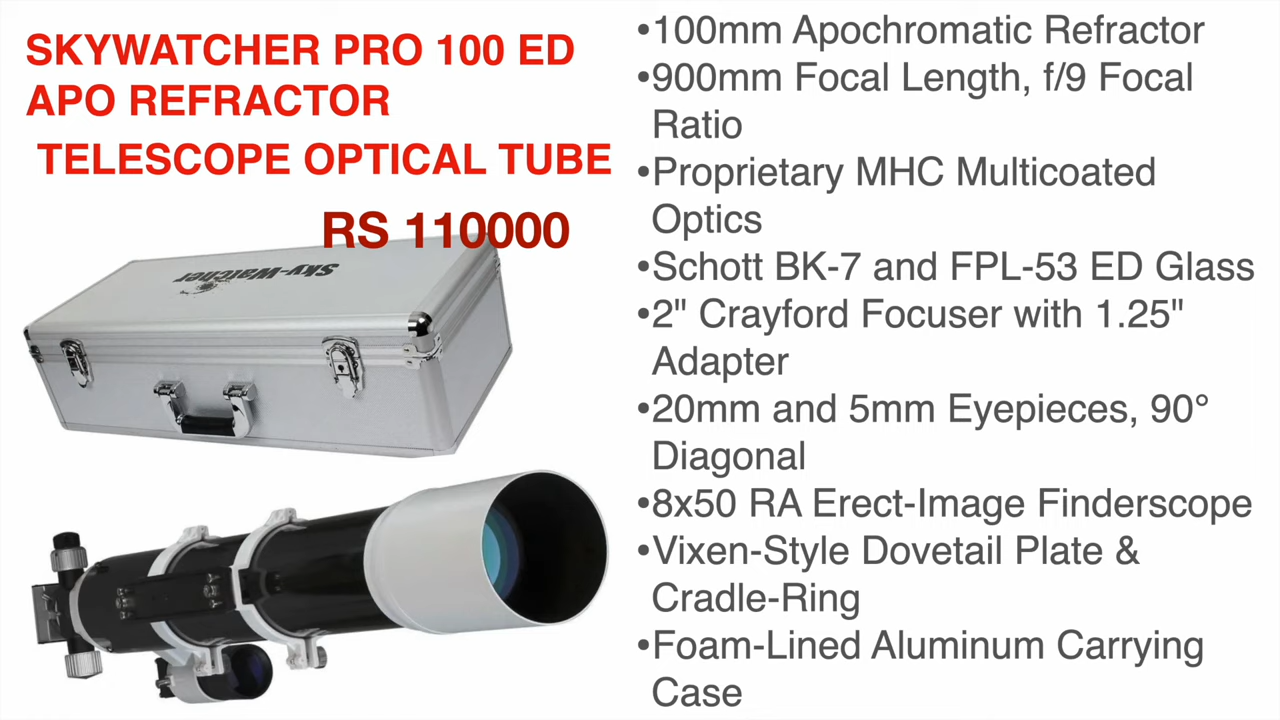 SKYWATCHER PRO 100 ED
APO REFRACTOR
TELESCOPE OPTICAL TUBE
RS 110000
Sky-Watcher
•100mm Apochromatic Refractor
•900mm Focal Length, f/9 Focal
Ratio
•Proprietary MHC Multicoated
Optics
•Schott BK-7 and FPL-53 ED Glass
•2" Crayford Focuser with 1.25"
Adapter
•20mm and 5mm Eyepieces, 90°
Diagonal
•8x50 RA Erect-Image Finderscope
•Vixen-Style Dovetail Plate &
Cradle-Ring
•Foam-Lined Aluminum Carrying
Case